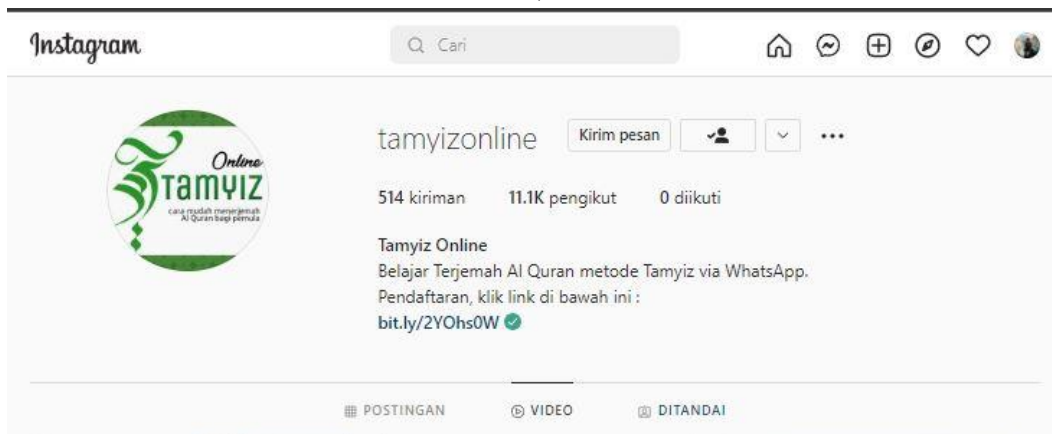 Instagram
Cari
Online
Tamyiz
cara mudah menerjemah
Al Quran bagi pemula
tamyizonline Kirim pesan
514 kiriman 11.1K pengikut 0 diikuti
Tamyiz Online
Belajar Terjemah Al Quran metode Tamyiz via WhatsApp.
Pendaftaran, klik link di bawah ini :
bit.ly/2YOhs0W
POSTINGAN VIDEO DITANDAI